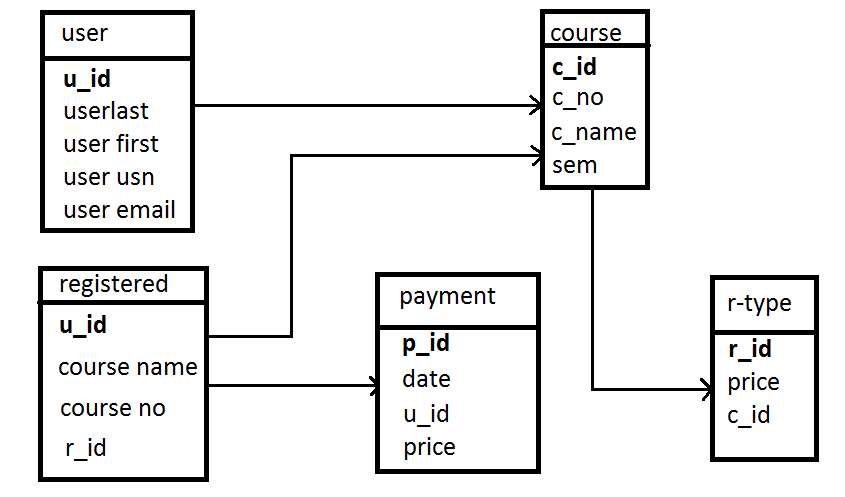 user
u_id
userlast
user first
user usn
user email
course
c_id
c_no
c_name
sem
registered
u_id
course name
course no
r_id
payment
p_id
date
u_id
price
r-type
r_id
price
c_id